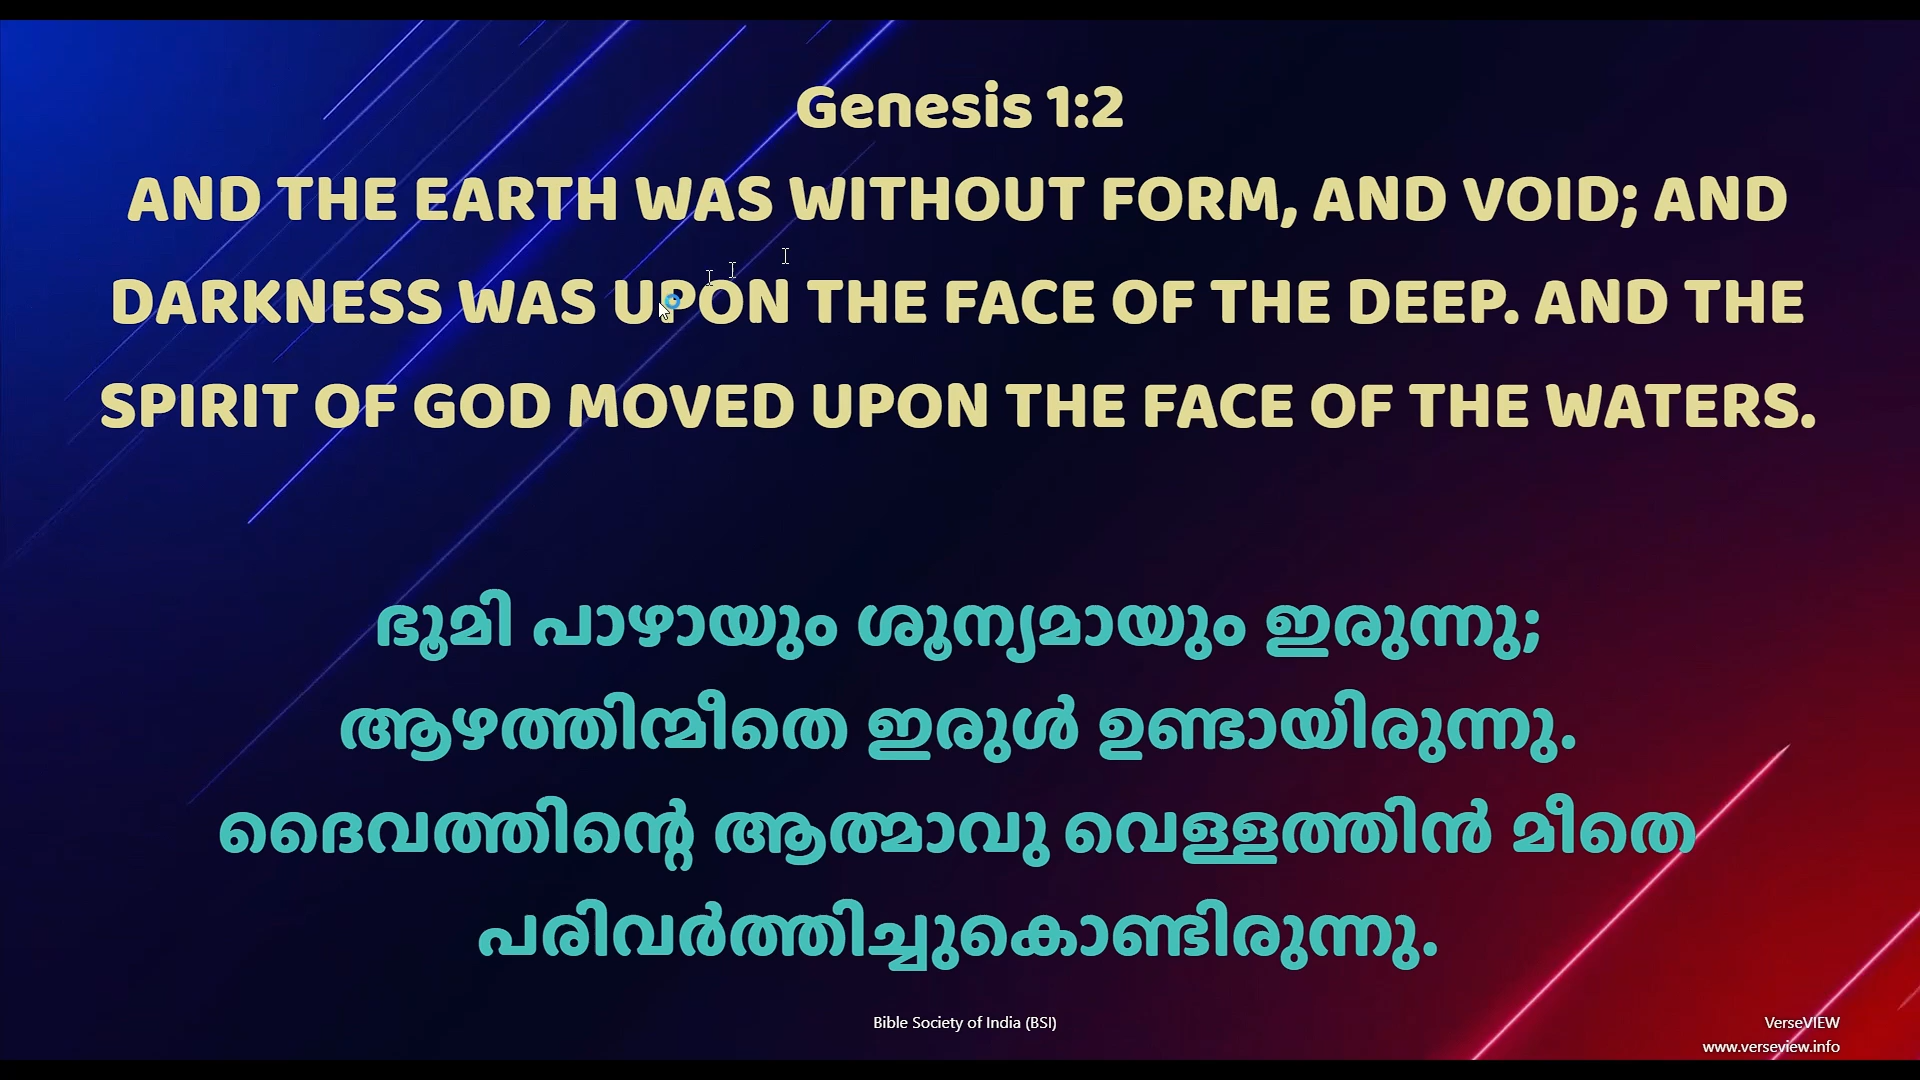 Genesis 1:2
AND THE EARTH WAS WITHOUT FORM, AND VOID; AND
DARKNESS WAS UPON THE FACE OF THE DEEP. AND THE
SPIRIT OF GOD MOVED UPON THE FACE OF THE WATERS.
ഭൂമി പാഴായും ശൂന്യമായും ഇരുന്നു;
ആഴത്തിന്മീതെ ഇരുൾ ഉണ്ടായിരുന്നു.
ദൈവത്തിന്റെ ആത്മാവു വെള്ളത്തിൻ മീതെ
പരിവർത്തിച്ചുകൊണ്ടിരുന്നു.
Bible Society of India (BSI)
VerseVIEW
www.verseview.info